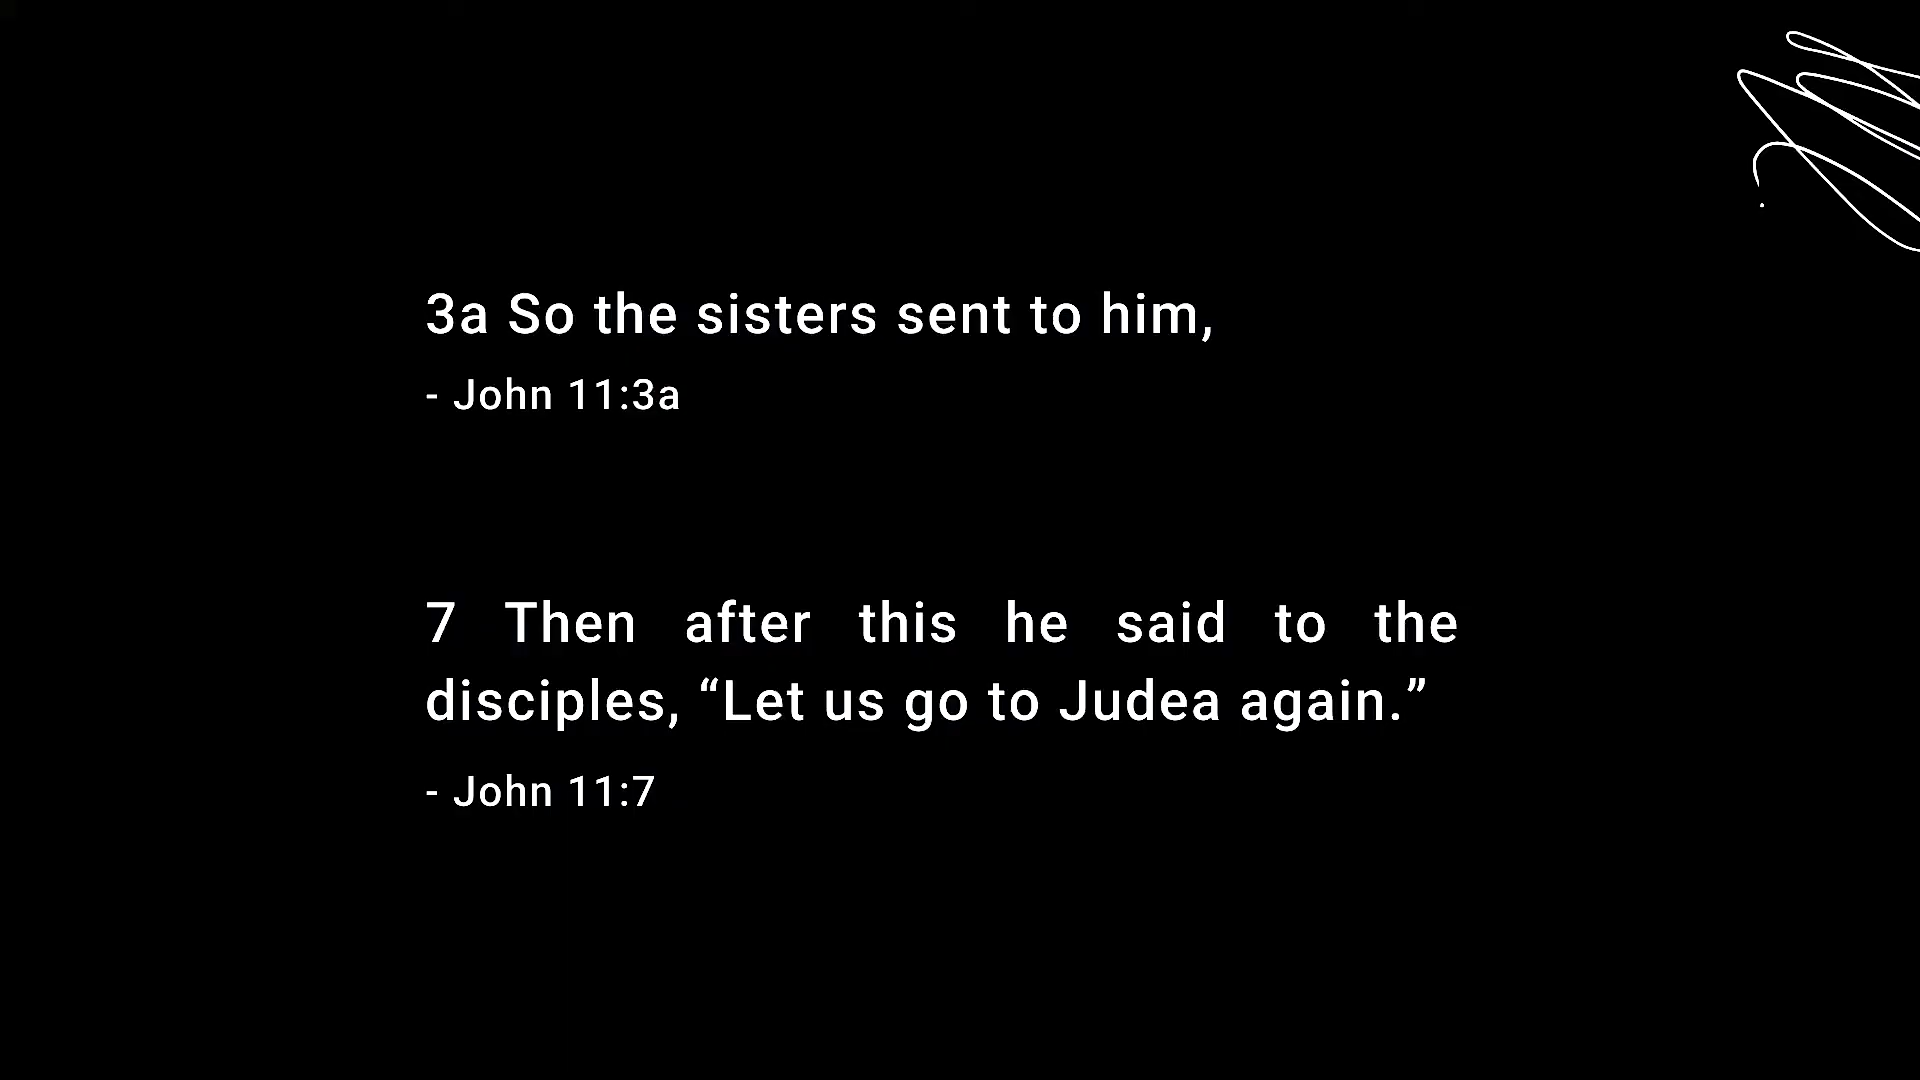 3a So the sisters sent to him,
- John 11:3a
7 Then after this he said to the
disciples, “Let us go to Judea again.”
- John 11:7